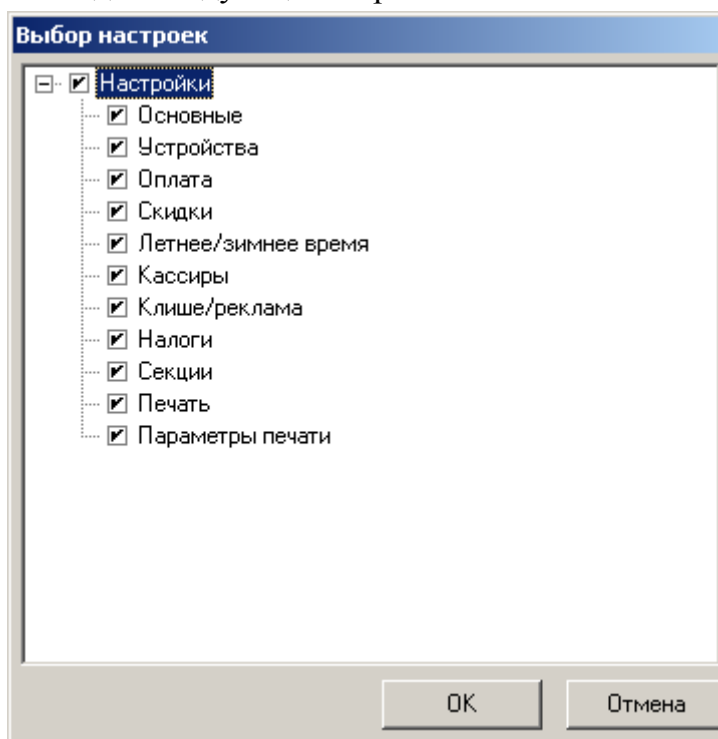 Выбор настроек
Настройки
Основные
Устройства
Оплата
Скидки
Летнее/зимнее время
Кассиры
Клише/реклама
Налоги
Секции
Печать
Параметры печати
OK
Отмена